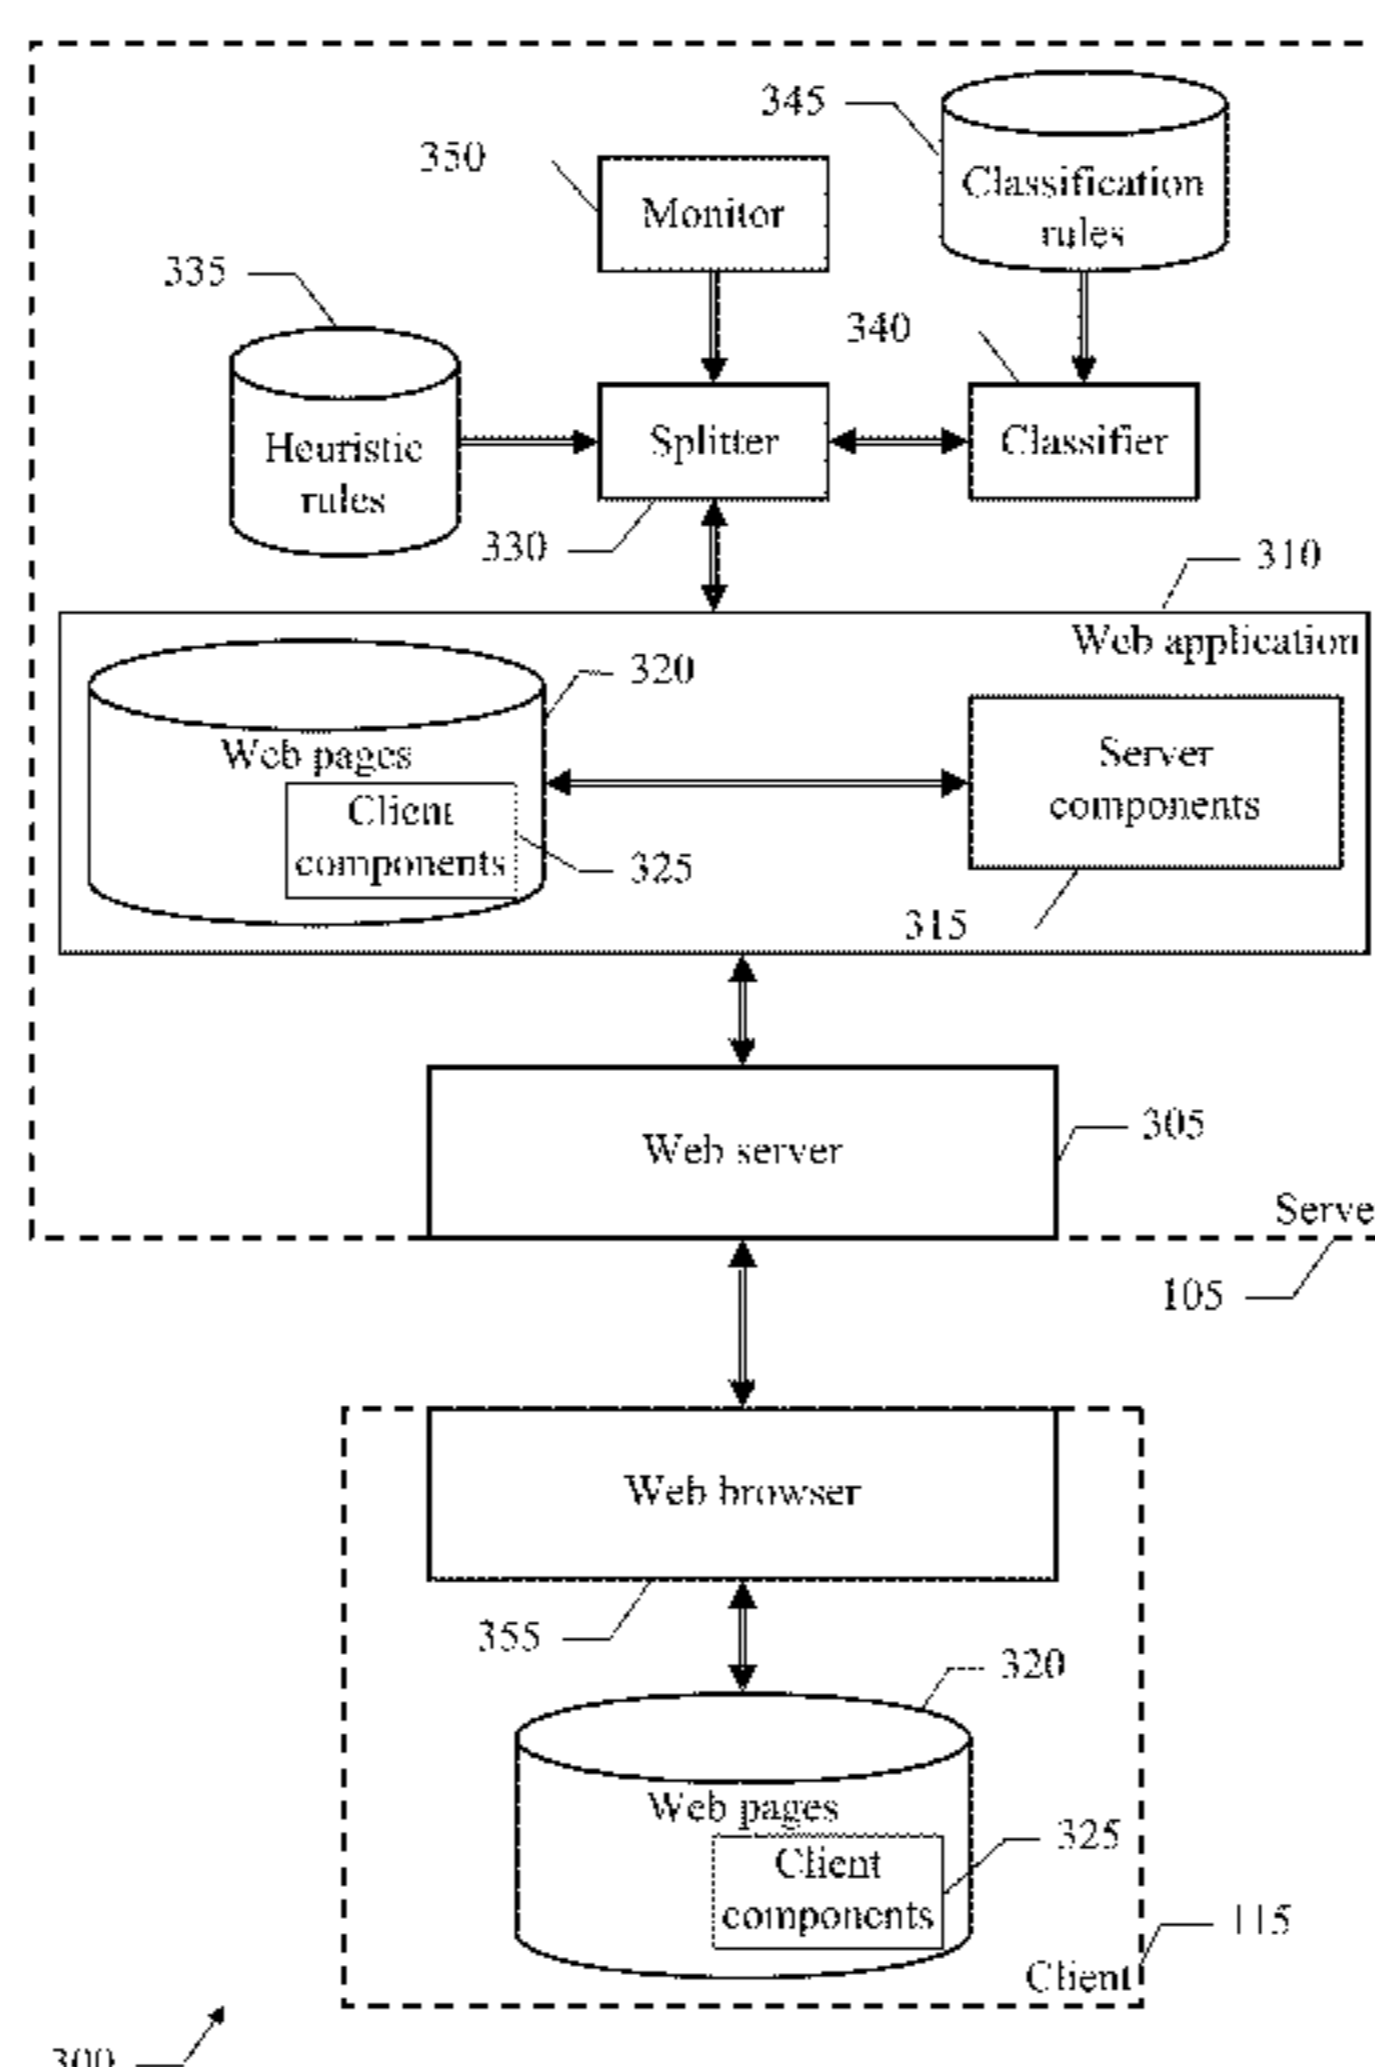 345
350
Classification
rules
Monitor
335
340
Heuristic
rules
Splitter
Classifier
330
310
Web application
320
Web pages
Server
components
Client
components
325
315
Web server
305
Serve
105
Web browser
355
320
Web pages
325
Client
components
115
Client
300